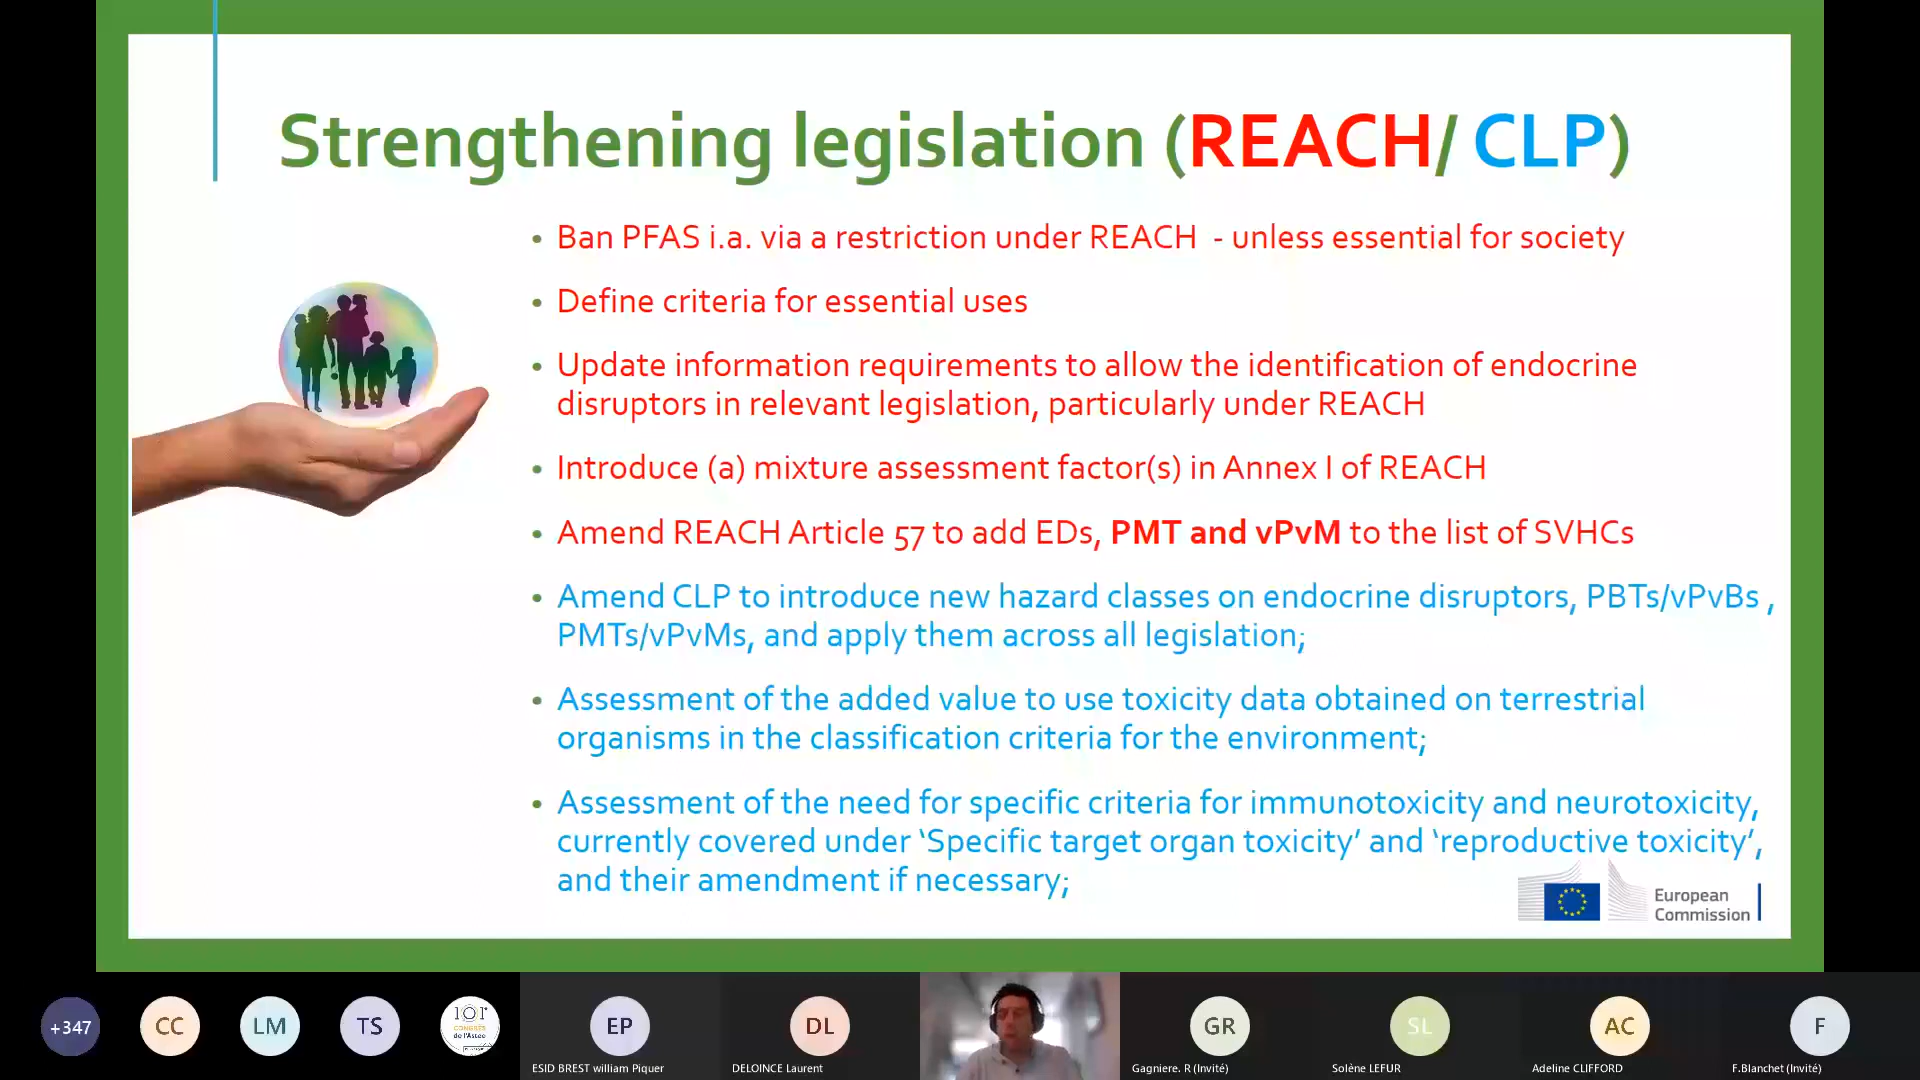 Strengthening legislation (REACH/ CLP)
• Ban PFAS i.a. via a restriction under REACH - unless essential for society
• Define criteria for essential uses
• Update information requirements to allow the identification of endocrine
disruptors in relevant legislation, particularly under REACH
• Introduce (a) mixture assessment factor(s) in Annex I of REACH
• Amend REACH Article 57 to add EDs, PMT and vPvM to the list of SVHCs
• Amend CLP to introduce new hazard classes on endocrine disruptors, PBTs/vPvBs ,
PMTs/vPvMs, and apply them across all legislation;
• Assessment of the added value to use toxicity data obtained on terrestrial
organisms in the classification criteria for the environment;
• Assessment of the need for specific criteria for immunotoxicity and neurotoxicity,
currently covered under ‘Specific target organ toxicity’ and ‘reproductive toxicity’,
and their amendment if necessary;
European
Commission
+347
CC
LM
TS
101e
CONGRÈS
de l'Astee
EP
ESID BREST william Piquer
DL
DELOINCE Laurent
GR
Gagniere. R (Invité)
SL
Solène LEFUR
AC
Adeline CLIFFORD
F
F.Blanchet (Invité)